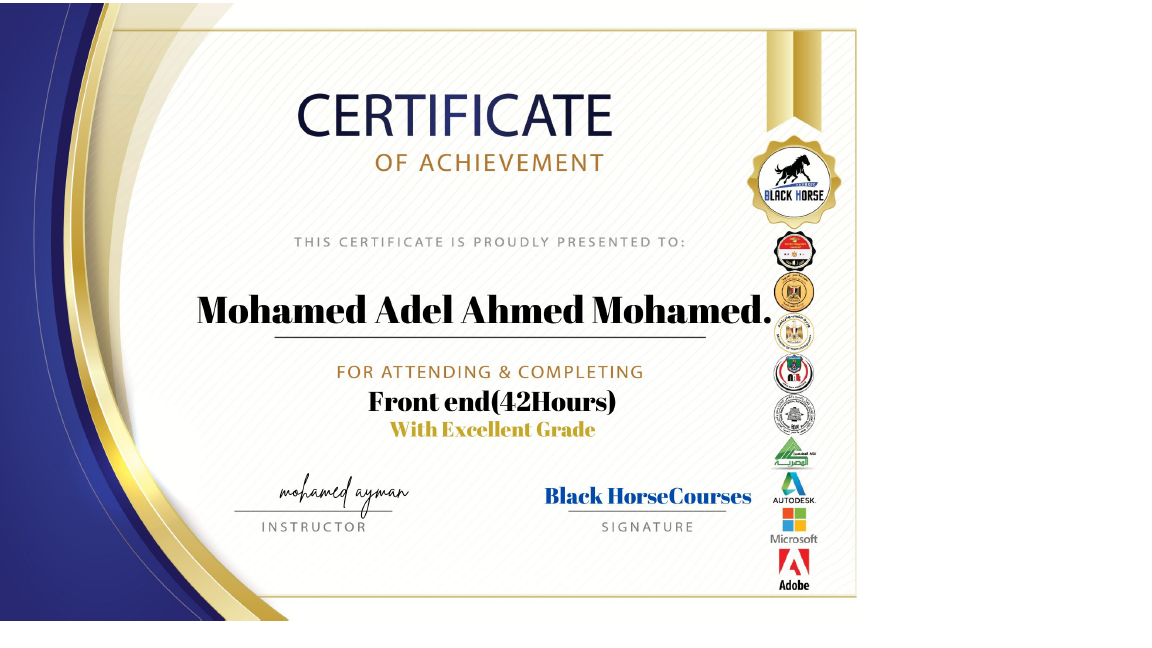 CERTIFICATE
OF ACHIEVEMENT
BLACK HORSE
THIS CERTIFICATE IS PROUDLY PRESENTED TO:
Mohamed Adel Ahmed Mohamed.
FOR ATTENDING & COMPLETING
Front end(42Hours)
With Excellent Grade
mohamed ayman
INSTRUCTOR
Black HorseCourses
SIGNATURE
المصرية
AUTODESK.
Microsoft
Adobe